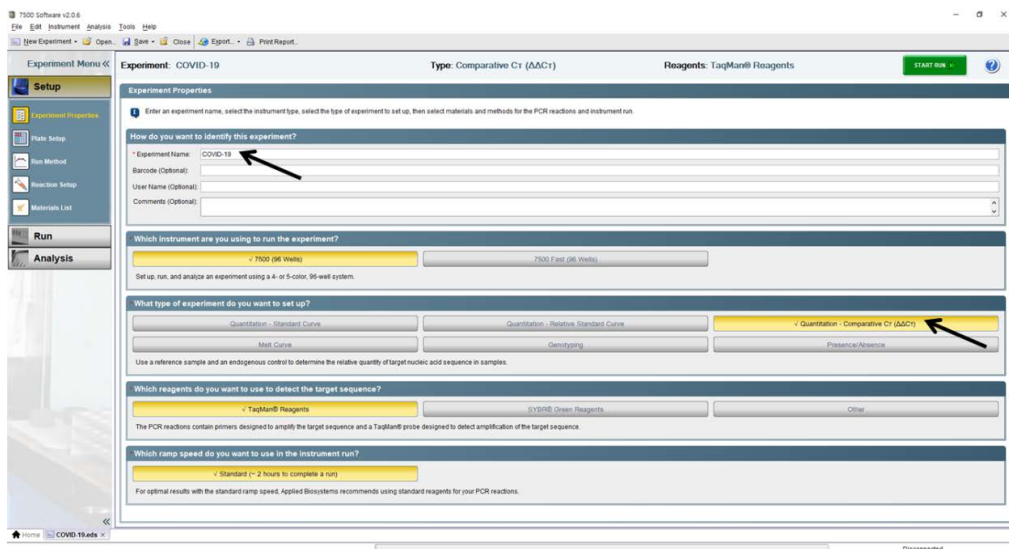 7500 Software v2.0.6
File Edit Instrument Analysis Tools Help
New Experiment Open... Save Close Export... Print Report...
Experiment Menu «
Experiment: COVID-19 Type: Comparative CT (ΔΔCT) Reagents: TaqMan® Reagents START RUN
Setup
Experiment Properties
Plate Setup
Run Method
Reaction Setup
Materials List
Run
Analysis
Experiment Properties
Enter an experiment name, select the instrument type, select the type of experiment to set up, then select materials and methods for the PCR reactions and instrument run.
How do you want to identify this experiment?
* Experiment Name: COVID-19
Barcode (Optional):
User Name (Optional):
Comments (Optional):
Which instrument are you using to run the experiment?
√ 7500 (96 Wells) 7500 Fast (96 Wells)
Set up, run, and analyze an experiment using a 4- or 5-color, 96-well system.
What type of experiment do you want to set up?
Quantitation - Standard Curve Quantitation - Relative Standard Curve √ Quantitation - Comparative CT (ΔΔCT)
Melt Curve Genotyping Presence/Absence
Use a reference sample and an endogenous control to determine the relative quantity of target nucleic acid sequence in samples.
Which reagents do you want to use to detect the target sequence?
√ TaqMan® Reagents SYBR® Green Reagents Other
The PCR reactions contain primers designed to amplify the target sequence and a TaqMan® probe designed to detect amplification of the target sequence.
Which ramp speed do you want to use in the instrument run?
√ Standard (~ 2 hours to complete a run)
For optimal results with the standard ramp speed, Applied Biosystems recommends using standard reagents for your PCR reactions.
«
Home COVID-19.eds ×
Disconnected